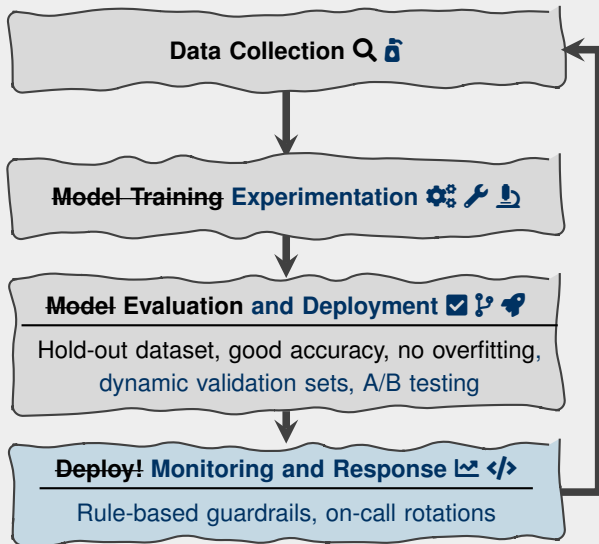 Data Collection
Model Training Experimentation
Model Evaluation and Deployment
Hold-out dataset, good accuracy, no overfitting,
dynamic validation sets, A/B testing
Deploy! Monitoring and Response </>
Rule-based guardrails, on-call rotations